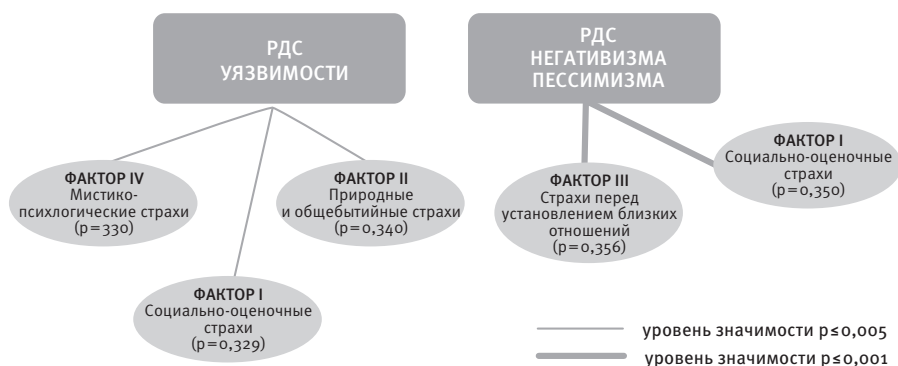 РДС
УЯЗВИМОСТИ
РДС
НЕГАТИВИЗМА
ПЕССИМИЗМА
ФАКТОР IV
Мистико-
психлогические страхи
(p=330)
ФАКТОР II
Природные
и общебытийные страхи
(p=0,340)
ФАКТОР I
Социально-оценочные
страхи
(p=0,329)
ФАКТОР III
Страхи перед
установлением близких
отношений
(p=0,356)
ФАКТОР I
Социально-оценочные
страхи
(p=0,350)
уровень значимости p≤0,005
уровень значимости p≤0,001